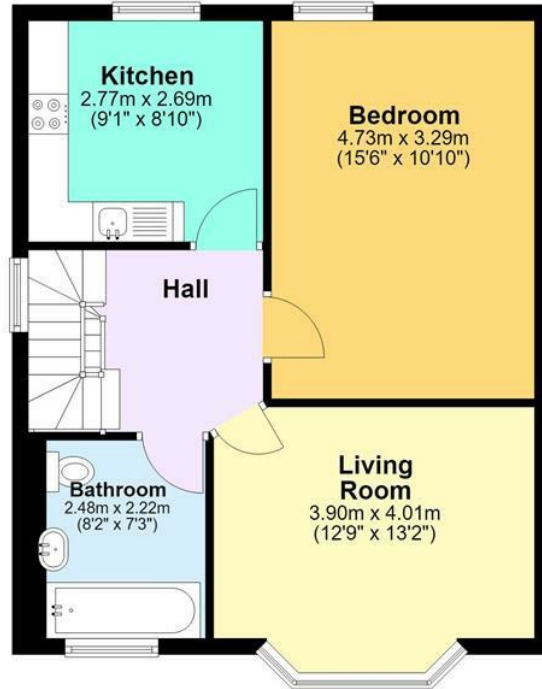 Kitchen
2.77m x 2.69m
(9'1" x 8'10")
Bedroom
4.73m x 3.29m
(15'6" x 10'10")
Hall
Living
Room
3.90m x 4.01m
(12'9" x 13'2")
Bathroom
2.48m x 2.22m
(8'2" x 7'3")